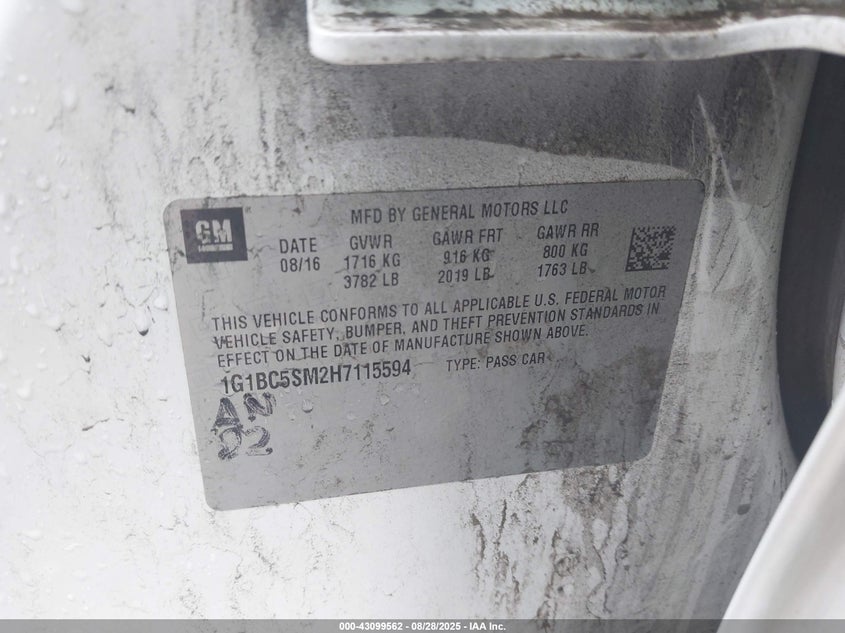 GM
MFD BY GENERAL MOTORS LLC
DATE GVWR GAWR FRT GAWR RR
08/16 1716 KG 916 KG 800 KG
3782 LB 2019 LB 1763 LB
THIS VEHICLE CONFORMS TO ALL APPLICABLE U.S. FEDERAL MOTOR
VEHICLE SAFETY, BUMPER, AND THEFT PREVENTION STANDARDS IN
EFFECT ON THE DATE OF MANUFACTURE SHOWN ABOVE.
1G1BC5SM2H7115594 TYPE: PASS CAR
AN
22
000-43099562 - 08/28/2025 - IAA Inc.